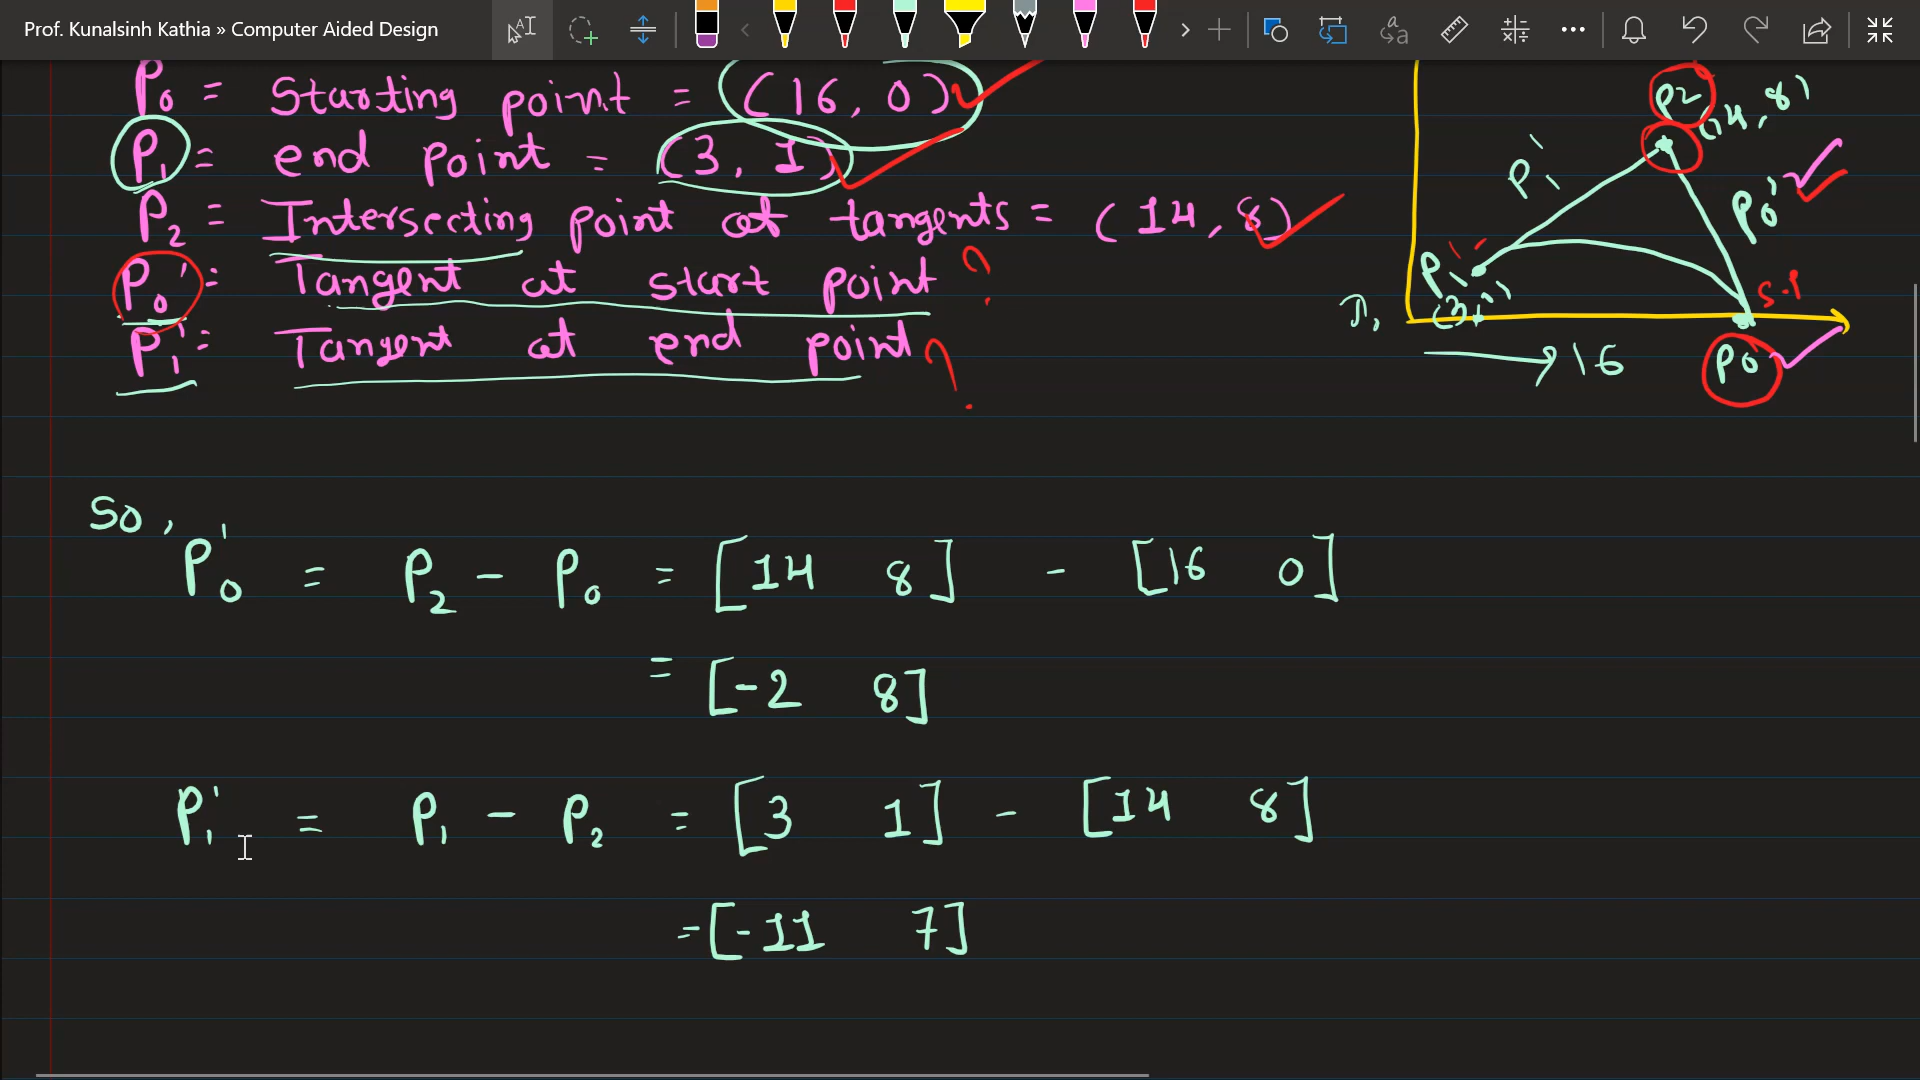 Prof. Kunalsinh Kathia » Computer Aided Design
P₀ = Starting point = (16, 0)
P₁ = end point = (3, 1)
P₂ = Intersecting point of tangents = (14, 8)
P₀' = Tangent at start point ?
P₁' = Tangent at end point ?
P2 (14, 8)
P₁'
P₀'
P₁
S.P
16
P0
So,
P₀' = P₂ - P₀ = [14 8] - [16 0]
= [-2 8]
P₁' = P₁ - P₂ = [3 1] - [14 8]
= [-11 7]